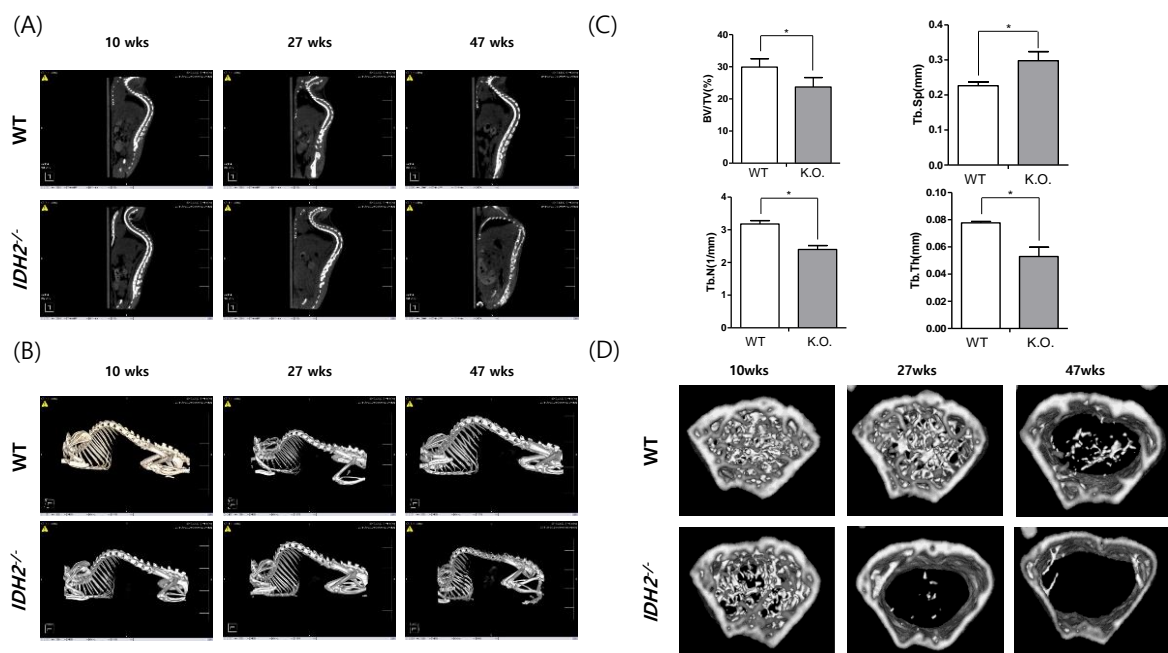 (A)
10 wks 27 wks 47 wks
WT
IDH2-/-
(B)
10 wks 27 wks 47 wks
WT
IDH2-/-
(C)
BV/TV(%)
40
30
20
10
0
WT K.O.
*
Tb.Sp(mm)
0.4
0.3
0.2
0.1
0.0
WT K.O.
*
Tb.N(1/mm)
4
3
2
1
0
WT K.O.
*
Tb.Th(mm)
0.10
0.08
0.06
0.04
0.02
0.00
WT K.O.
*
(D)
10wks 27wks 47wks
WT
IDH2-/-